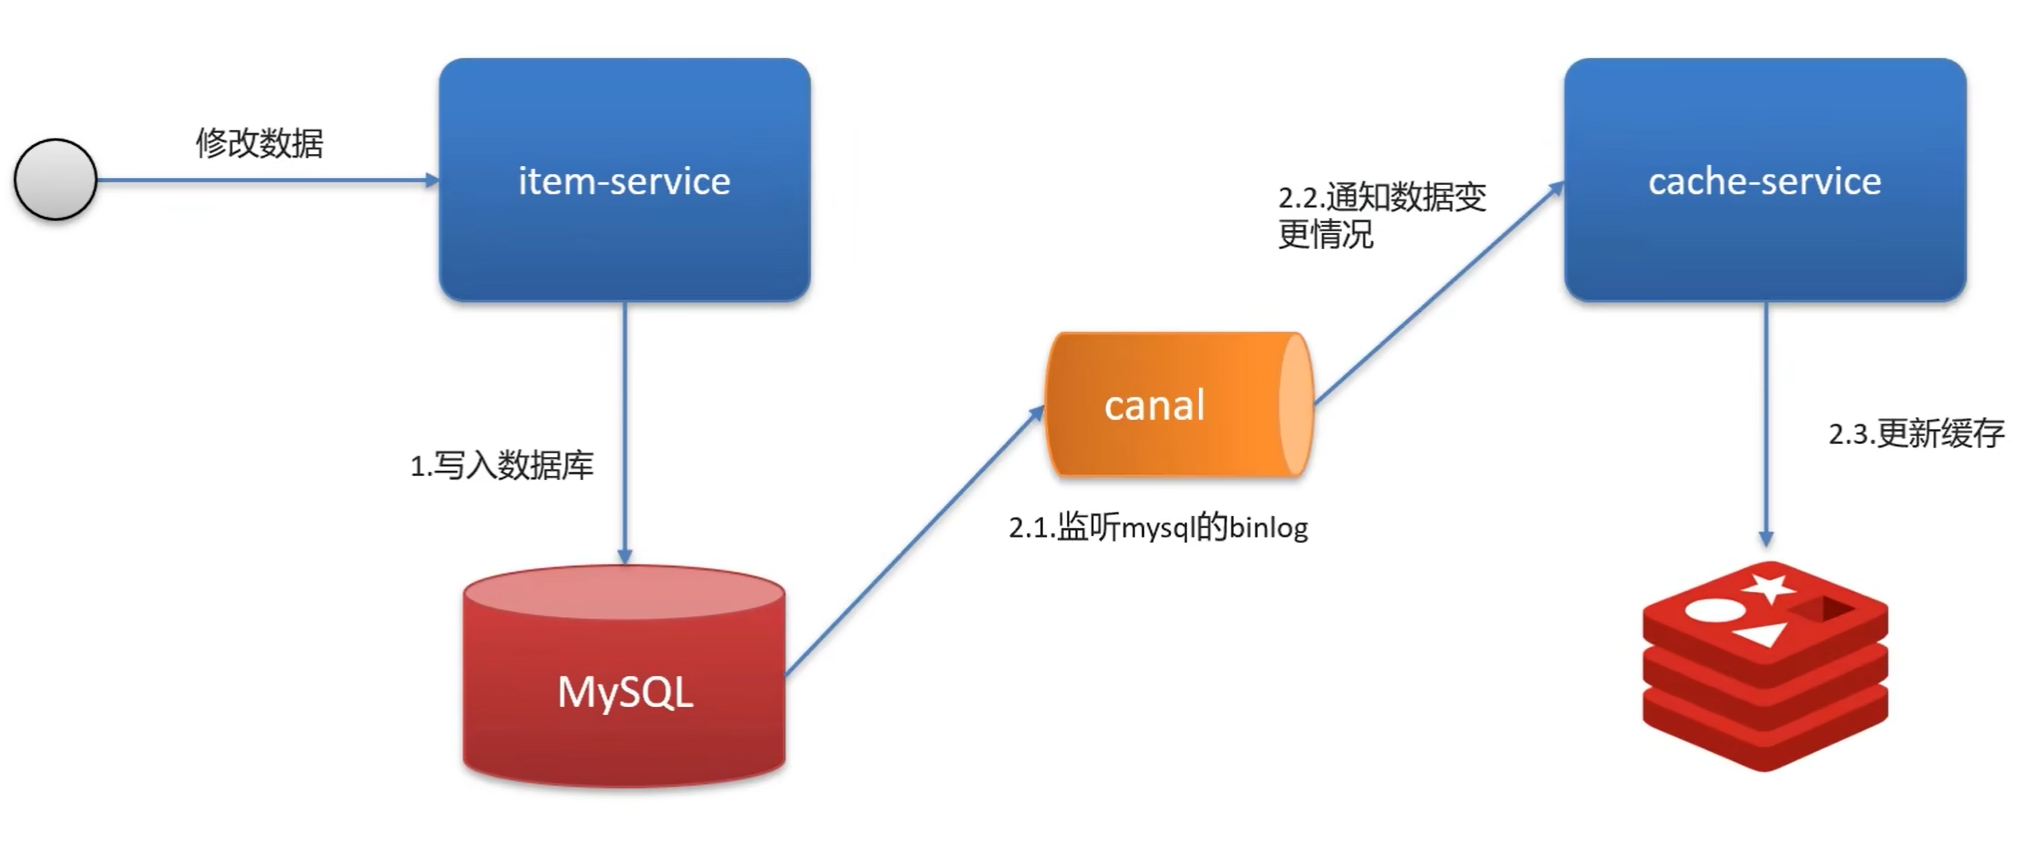 修改数据
item-service
cache-service
2.2.通知数据变
更情况
canal
1.写入数据库
2.3.更新缓存
2.1.监听mysql的binlog
MySQL